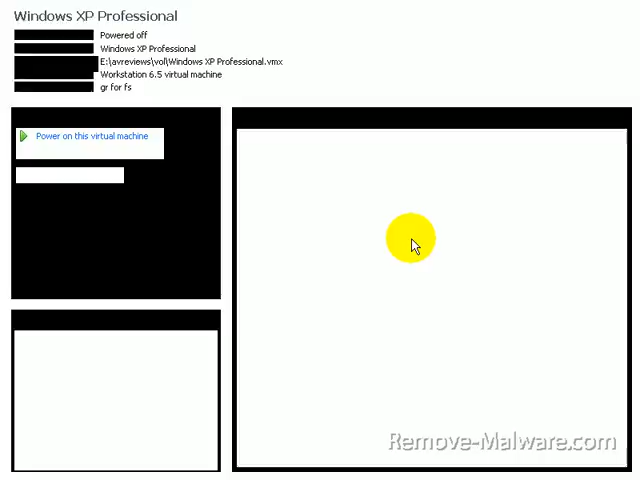 Windows XP Professional
Powered off
Windows XP Professional
E:\avreviews\vol\Windows XP Professional.vmx
Workstation 6.5 virtual machine
gr for fs
Power on this virtual machine
Remove-Malware.com